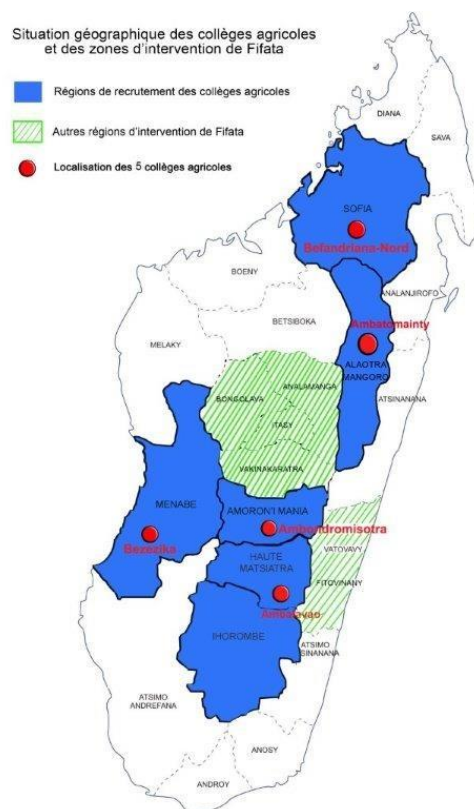 Situation géographique des collèges agricoles
et des zones d'intervention de Fifata
Régions de recrutement des collèges agricoles
Autres régions d'intervention de Fifata
Localisation des 5 collèges agricoles
DIANA
SAVA
SOFIA
Befandriana-Nord
BOENY
ANALANJIROFO
BETSIBOKA
Ambatomainty
MELAKY
ALAOTRA
MANGORO
ANALAMANGA
BONGOLAVA
ATSINANANA
ITASY
VAKINAKARATRA
MENABE
AMORON'I MANIA
Ambondromisotra
Bezezika
VATOVAVY
HAUTE
MATSIATRA
FITOVINANY
Ambalavao
IHOROMBE
ATSIMO
SINANANA
ATSIMO
ANDREFANA
ANOSY
ANDROY